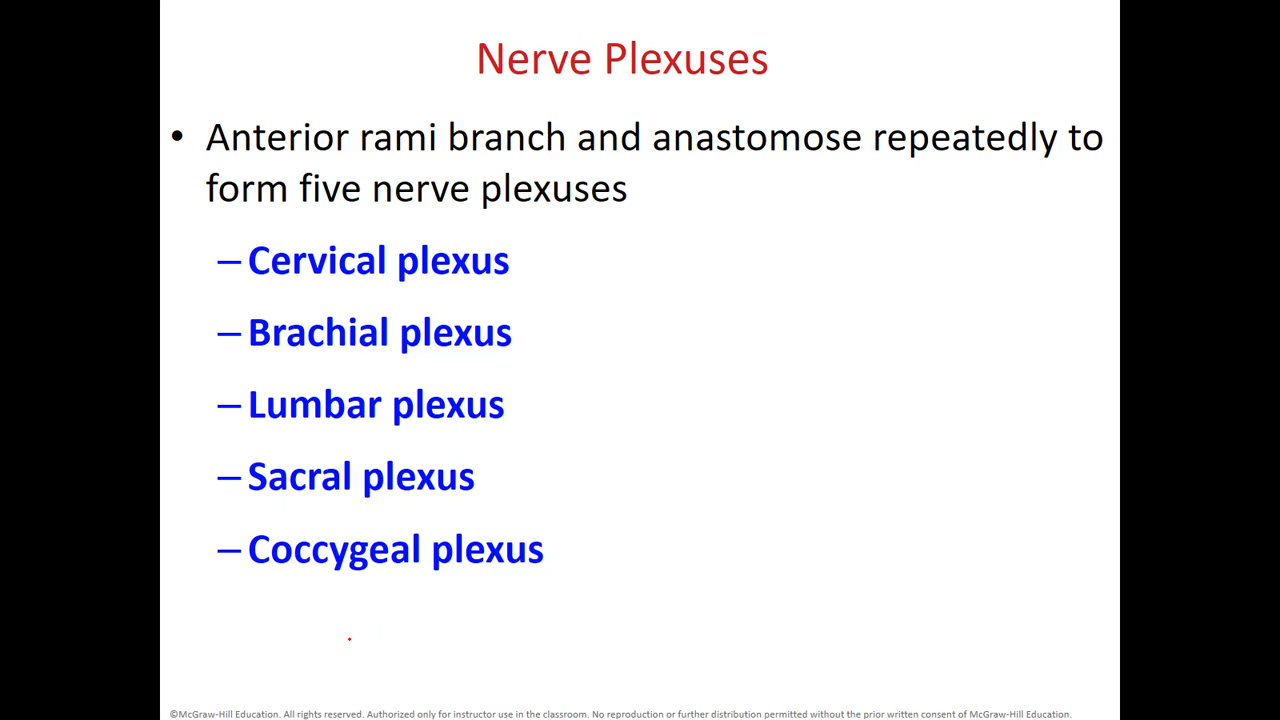 Nerve Plexuses
• Anterior rami branch and anastomose repeatedly to
form five nerve plexuses
– Cervical plexus
– Brachial plexus
– Lumbar plexus
– Sacral plexus
– Coccygeal plexus
©McGraw-Hill Education. All rights reserved. Authorized only for instructor use in the classroom. No reproduction or further distribution permitted without the prior written consent of McGraw-Hill Education.